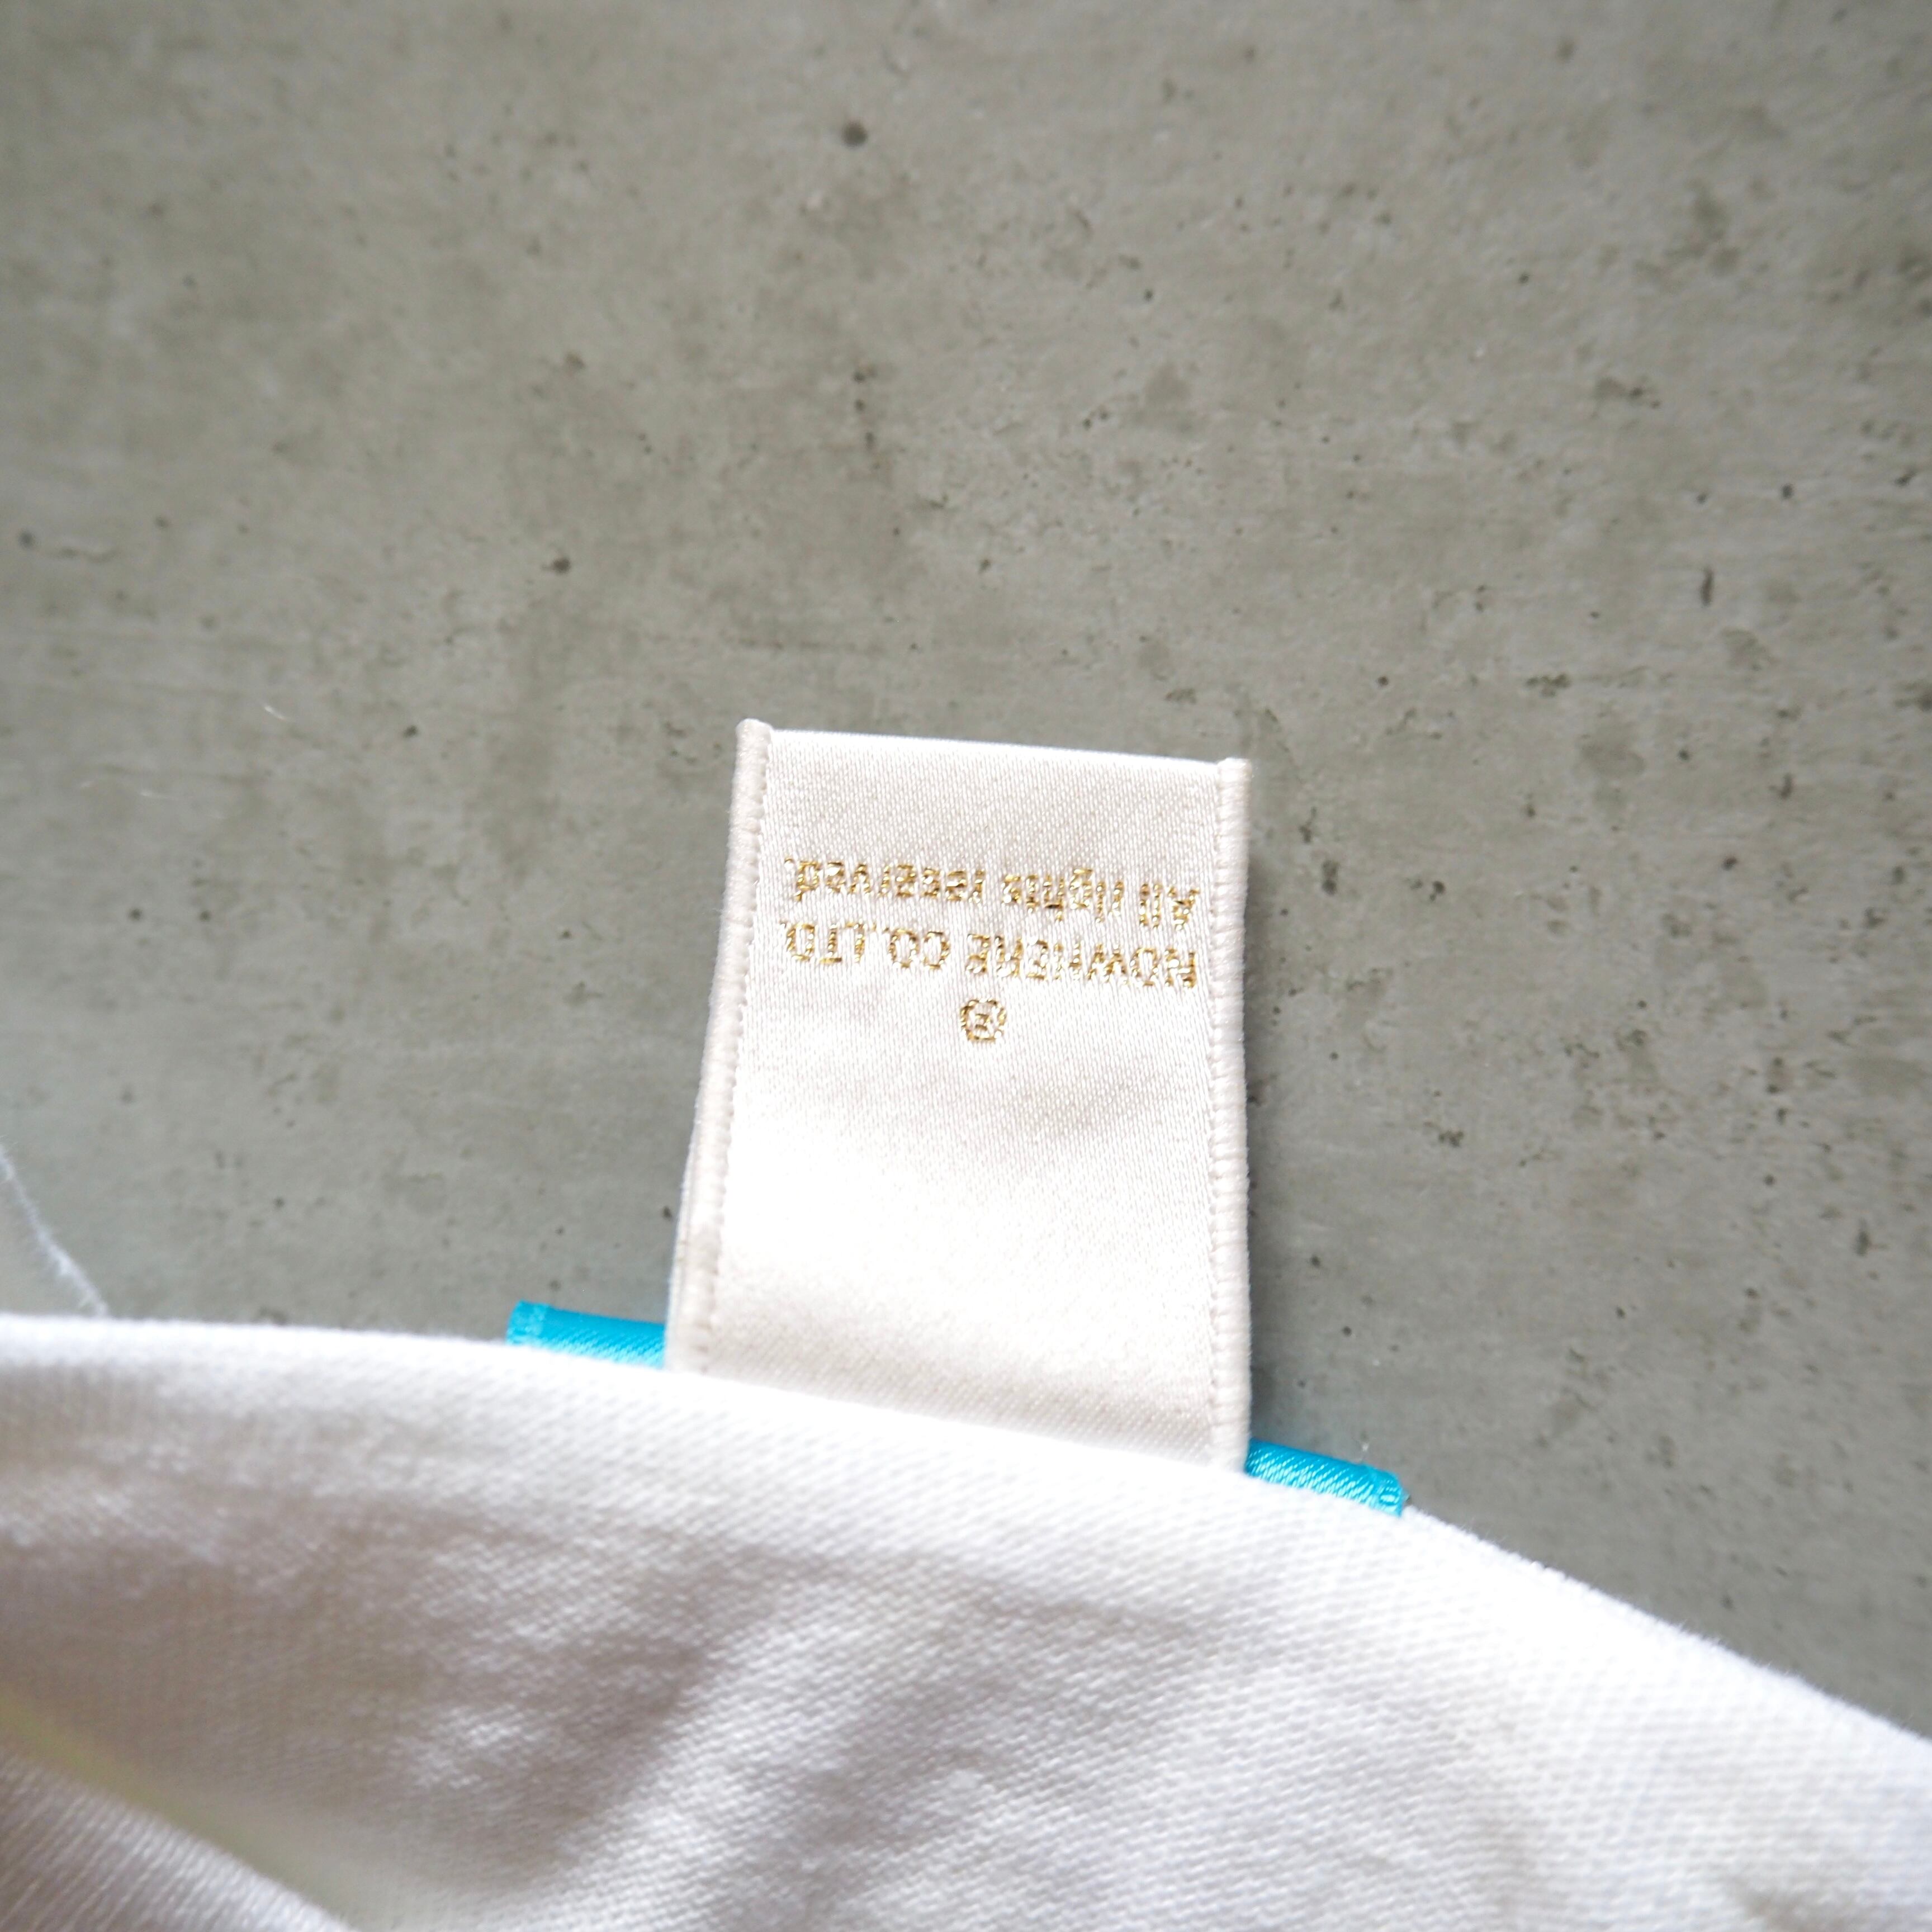 ®
NOWHERE CO.,LTD.
All rights reserved.